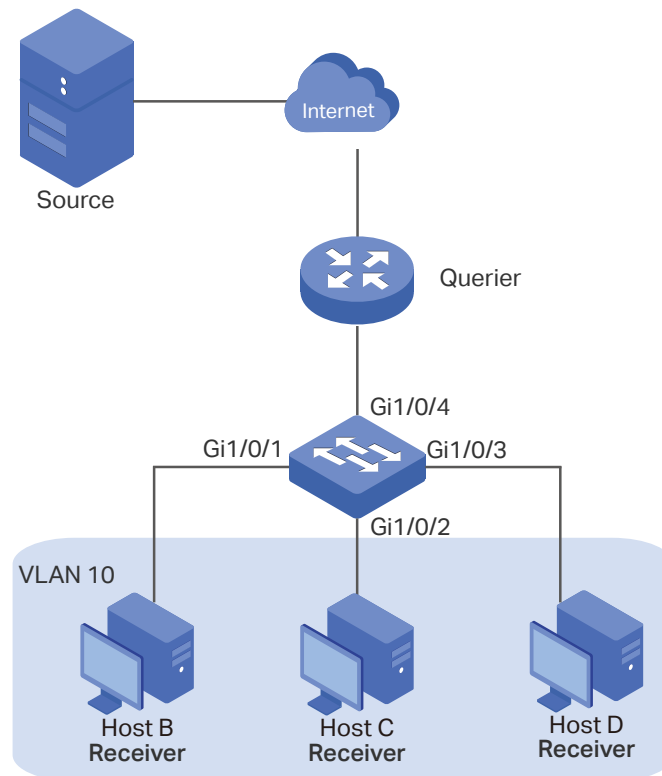 Internet
Source
Querier
Gi1/0/4
Gi1/0/1
Gi1/0/3
Gi1/0/2
VLAN 10
Host B
Receiver
Host C
Receiver
Host D
Receiver